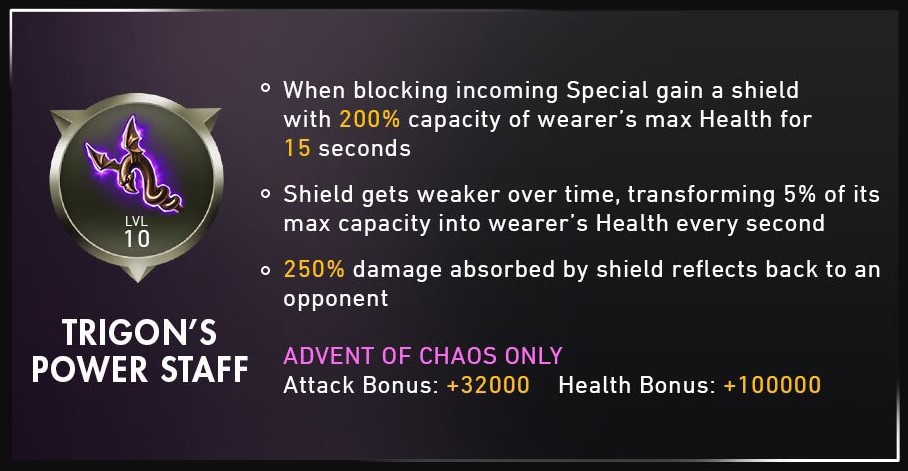 When blocking incoming Special gain a shield
with 200% capacity of wearer's max Health for
15 seconds
Shield gets weaker over time, transforming 5% of its
max capacity into wearer's Health every second
250% damage absorbed by shield reflects back to an
opponent
LVL
10
TRIGON'S
POWER STAFF
ADVENT OF CHAOS ONLY
Attack Bonus: +32000 Health Bonus: +100000